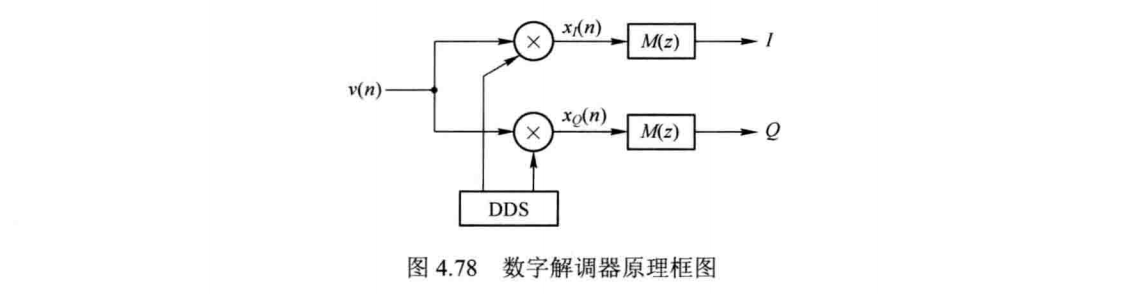 x_I(n)
M(z)
I
v(n)
x_Q(n)
M(z)
Q
DDS
图 4.78 数字解调器原理框图